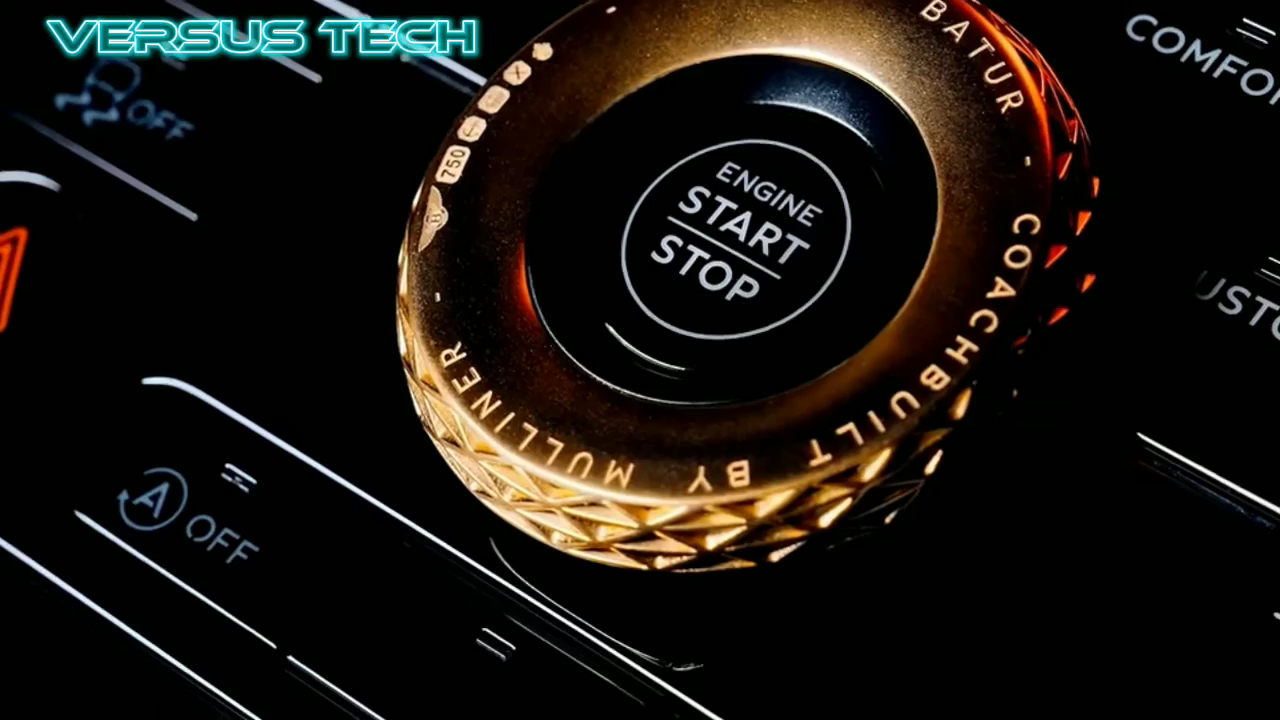 VERSUS TECH
OFF
BATUR - COACHBUILT BY MULLINER -
750
COMFO
ENGINE
START
STOP
USTO
A OFF